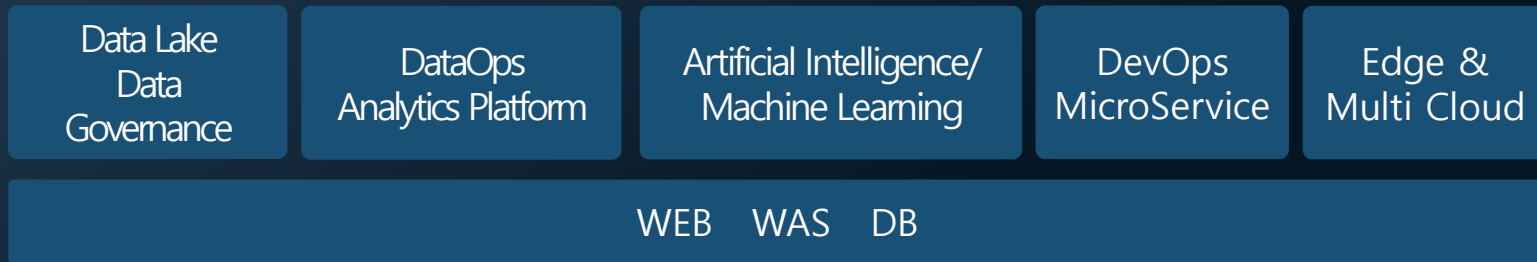 Data Lake
Data
Governance
DataOps
Analytics Platform
Artificial Intelligence/
Machine Learning
DevOps
MicroService
Edge &
Multi Cloud
WEB WAS DB